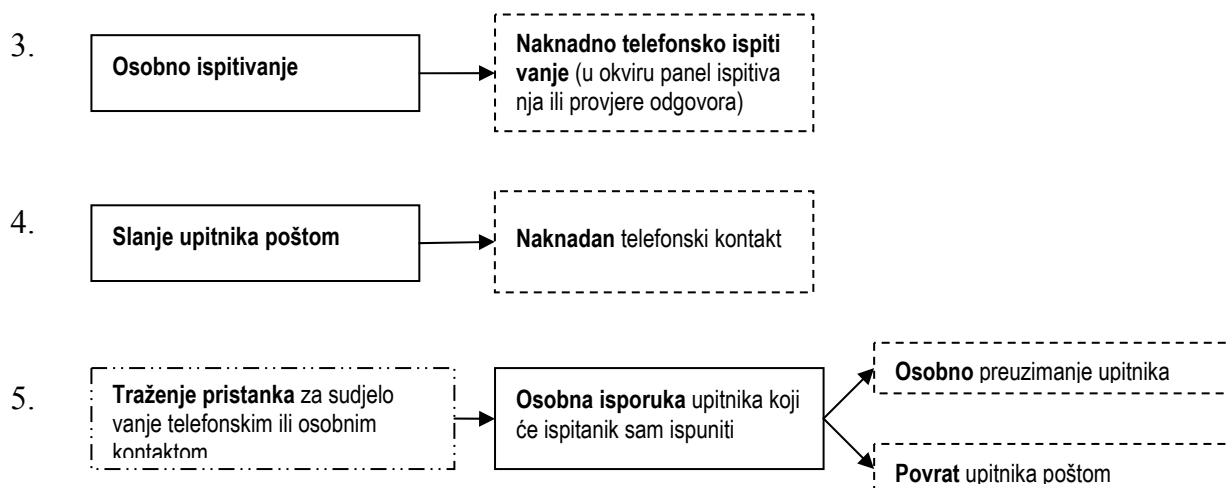 3.
Osobno ispitivanje
Naknadno telefonsko ispiti
vanje (u okviru panel ispitiva
nja ili provjere odgovora)
4.
Slanje upitnika poštom
Naknadan telefonski kontakt
5.
Traženje pristanka za sudjelo
vanje telefonskim ili osobnim
kontaktom
Osobna isporuka upitnika koji
će ispitanik sam ispuniti
Osobno preuzimanje upitnika
Povrat upitnika poštom